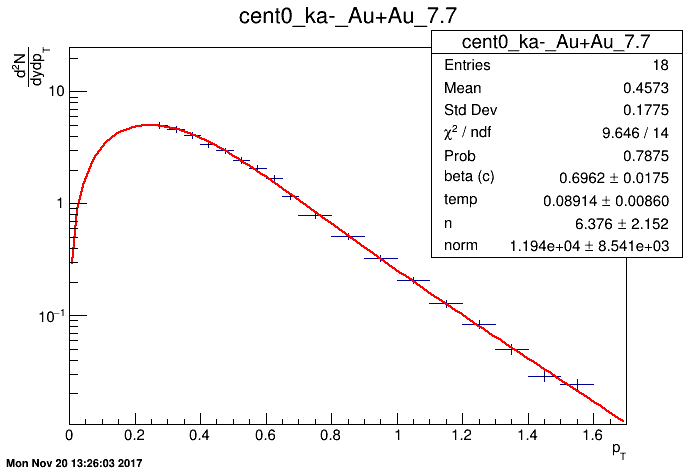 cent0_ka-_Au+Au_7.7
d²N
dydp_T
cent0_ka-_Au+Au_7.7
Entries 18
Mean 0.4573
Std Dev 0.1775
χ² / ndf 9.646 / 14
Prob 0.7875
beta (c) 0.6962 ± 0.0175
temp 0.08914 ± 0.00860
n 6.376 ± 2.152
norm 1.194e+04 ± 8.541e+03
10
1
10⁻¹
0 0.2 0.4 0.6 0.8 1 1.2 1.4 1.6
p_T
Mon Nov 20 13:26:03 2017